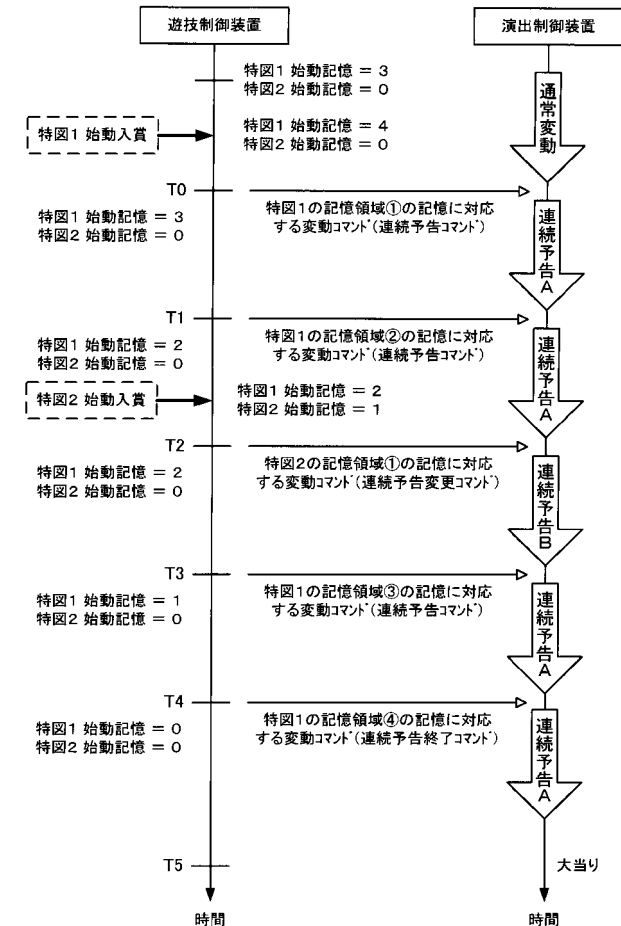 遊技制御装置
演出制御装置
特図1 始動記憶 = 3
特図2 始動記憶 = 0
通常変動
特図1 始動入賞
特図1 始動記憶 = 4
特図2 始動記憶 = 0
T0
特図1 始動記憶 = 3
特図2 始動記憶 = 0
特図1の記憶領域①の記憶に対応
する変動コマンド(連続予告コマンド)
連続予告A
T1
特図1 始動記憶 = 2
特図2 始動記憶 = 0
特図1の記憶領域②の記憶に対応
する変動コマンド(連続予告コマンド)
連続予告A
特図2 始動入賞
特図1 始動記憶 = 2
特図2 始動記憶 = 1
T2
特図1 始動記憶 = 2
特図2 始動記憶 = 0
特図2の記憶領域①の記憶に対応
する変動コマンド(連続予告変更コマンド)
連続予告B
T3
特図1 始動記憶 = 1
特図2 始動記憶 = 0
特図1の記憶領域③の記憶に対応
する変動コマンド(連続予告コマンド)
連続予告A
T4
特図1 始動記憶 = 0
特図2 始動記憶 = 0
特図1の記憶領域④の記憶に対応
する変動コマンド(連続予告終了コマンド)
連続予告A
T5
大当り
時間
時間